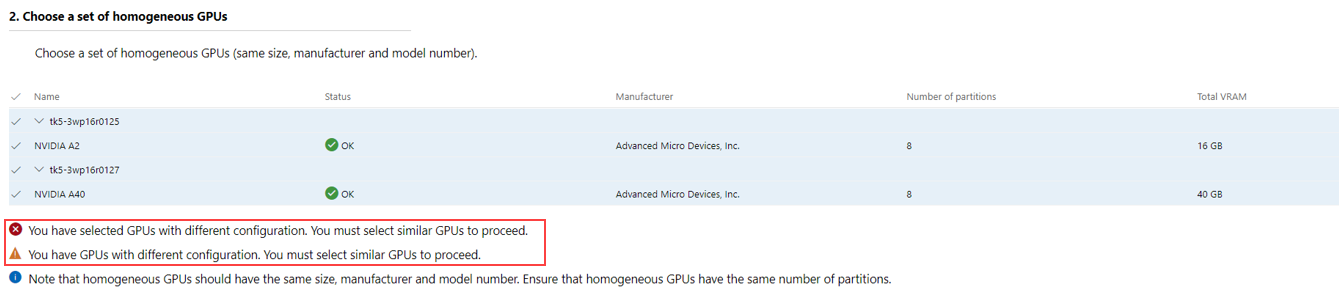 2. Choose a set of homogeneous GPUs
Choose a set of homogeneous GPUs (same size, manufacturer and model number).
Name Status Manufacturer Number of partitions Total VRAM
tk5-3wp16r0125
NVIDIA A2 OK Advanced Micro Devices, Inc. 8 16 GB
tk5-3wp16r0127
NVIDIA A40 OK Advanced Micro Devices, Inc. 8 40 GB
You have selected GPUs with different configuration. You must select similar GPUs to proceed.
You have GPUs with different configuration. You must select similar GPUs to proceed.
Note that homogeneous GPUs should have the same size, manufacturer and model number. Ensure that homogeneous GPUs have the same number of partitions.